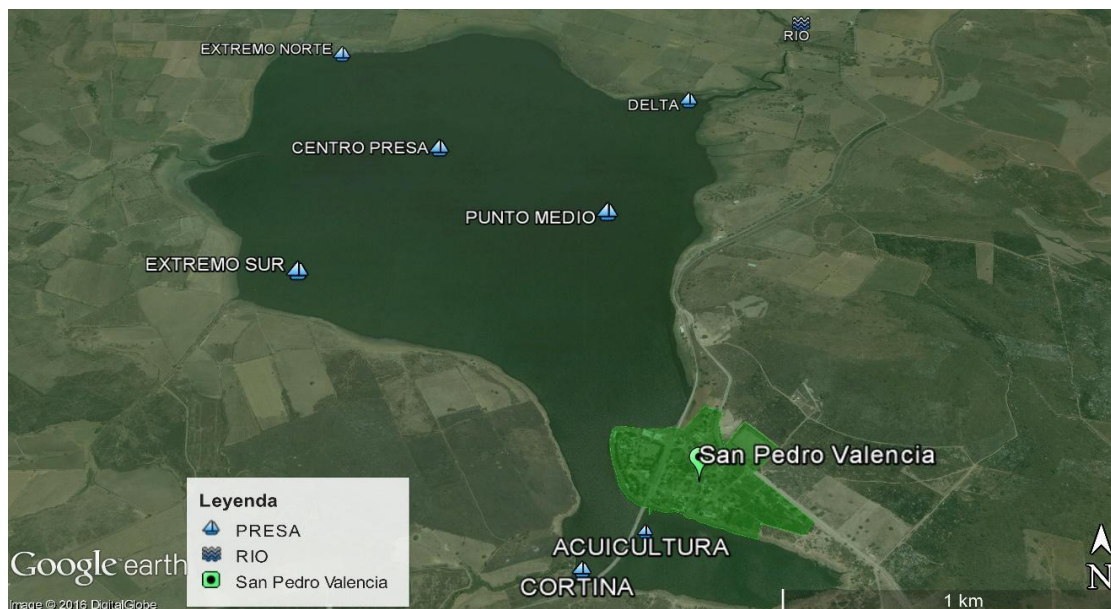 RIO
EXTREMO NORTE
DELTA
CENTRO PRESA
PUNTO MEDIO
EXTREMO SUR
San Pedro Valencia
ACUICULTURA
CORTINA
Leyenda
PRESA
RIO
San Pedro Valencia
Google earth
Image © 2016 DigitalGlobe
1 km
N